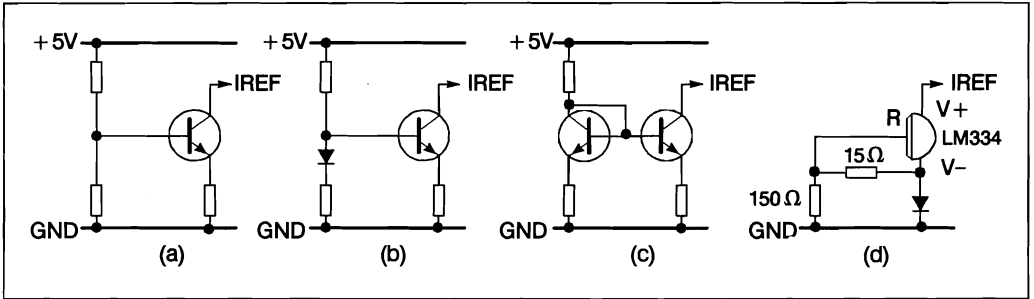 +5V
IREF
GND
(a)
+5V
IREF
GND
(b)
+5V
IREF
GND
(c)
IREF
R
V+
LM334
15Ω
V−
150Ω
GND
(d)